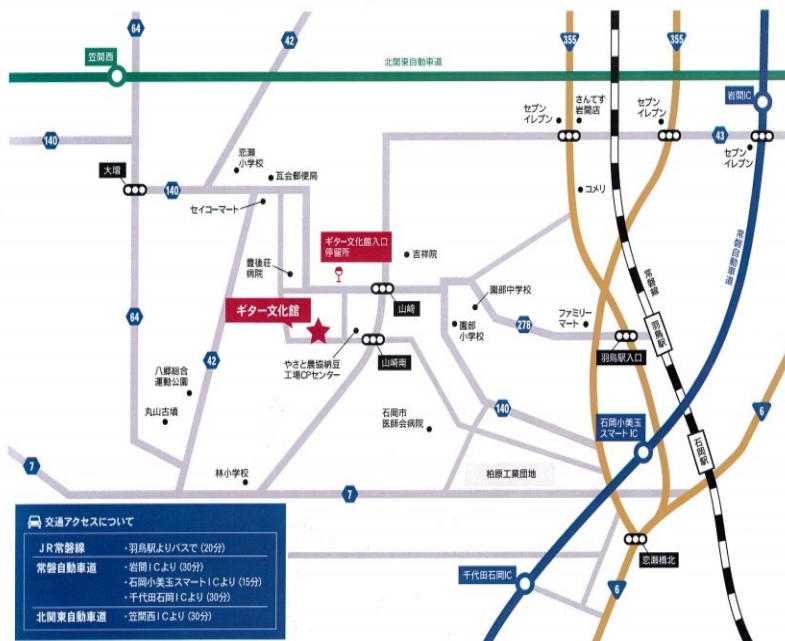 64
42
355
355
笠間西
北関東自動車道
岩間IC
セブン
イレブン
さんてす
岩間店
セブン
イレブン
43
セブン
イレブン
140
恋瀬
小学校
瓦会郵便局
大増
140
セイコーマート
コメリ
ギター文化館入口
停留所
吉祥院
常磐自動車道
豊後荘
病院
常磐線
園部中学校
山崎
ギター文化館
278
ファミリー
マート
羽鳥駅
園部
小学校
64
42
やさと農協納豆
工場CPセンター
山崎南
羽鳥駅入口
八郷総合
運動公園
丸山古墳
石岡市
医師会病院
140
石岡小美玉
スマートIC
6
石岡駅
7
林小学校
柏原工業団地
7
恋瀬橋北
千代田石岡IC
6
交通アクセスについて
JR常磐線
・羽鳥駅よりバスで(20分)
常磐自動車道
・岩間ICより(30分)
・石岡小美玉スマートICより(15分)
・千代田石岡ICより(30分)
北関東自動車道
・笠間西ICより(30分)